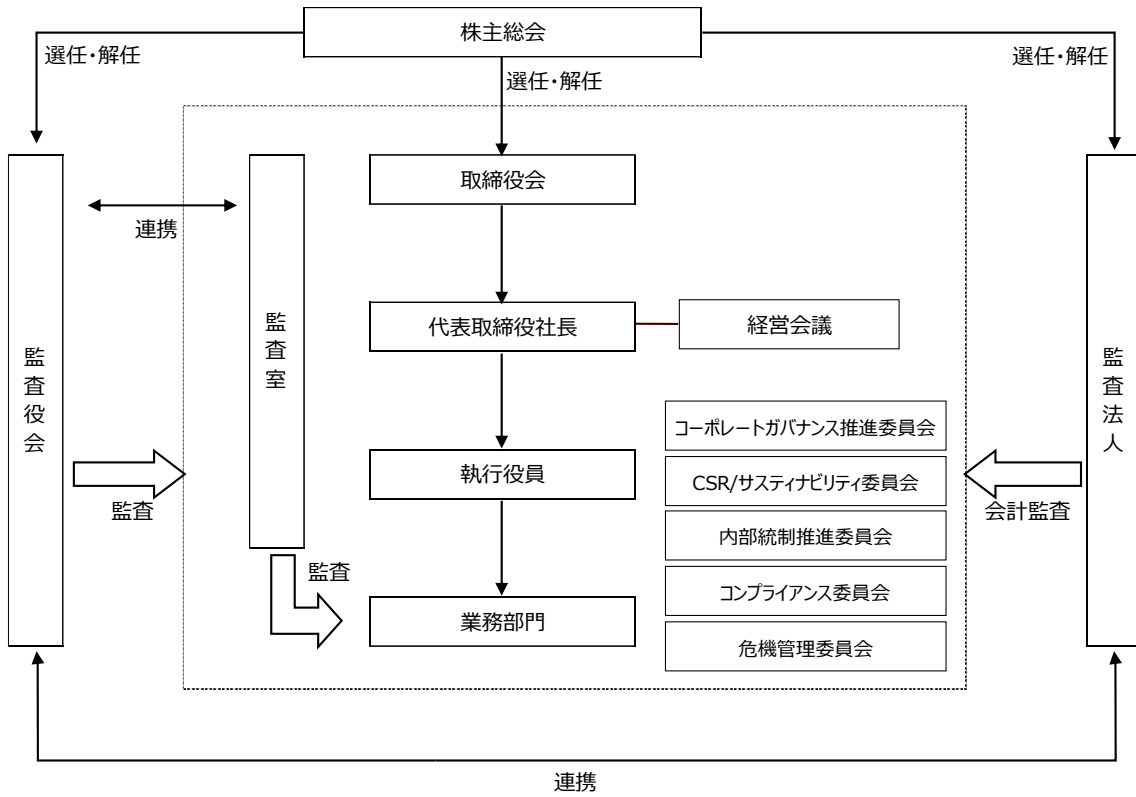 株主総会
選任・解任
選任・解任
選任・解任
取締役会
連携
監査役会
監査室
代表取締役社長
経営会議
監査法人
コーポレートガバナンス推進委員会
執行役員
CSR/サスティナビリティ委員会
監査
会計監査
内部統制推進委員会
監査
コンプライアンス委員会
業務部門
危機管理委員会
連携